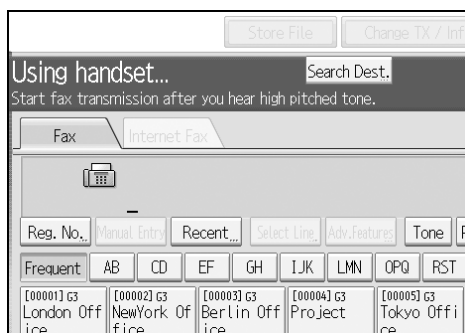 Store File Change TX / Inf
Using handset... Search Dest.
Start fax transmission after you hear high pitched tone.
Fax Internet Fax
Reg. No. Manual Entry Recent Select Line Adv.Features Tone
Frequent AB CD EF GH IJK LMN OPQ RST
[00001] G3 [00002] G3 [00003] G3 [00004] G3 [00005] G3
London Off NewYork Of Berlin Off Project Tokyo Offi
ice fice ice ce